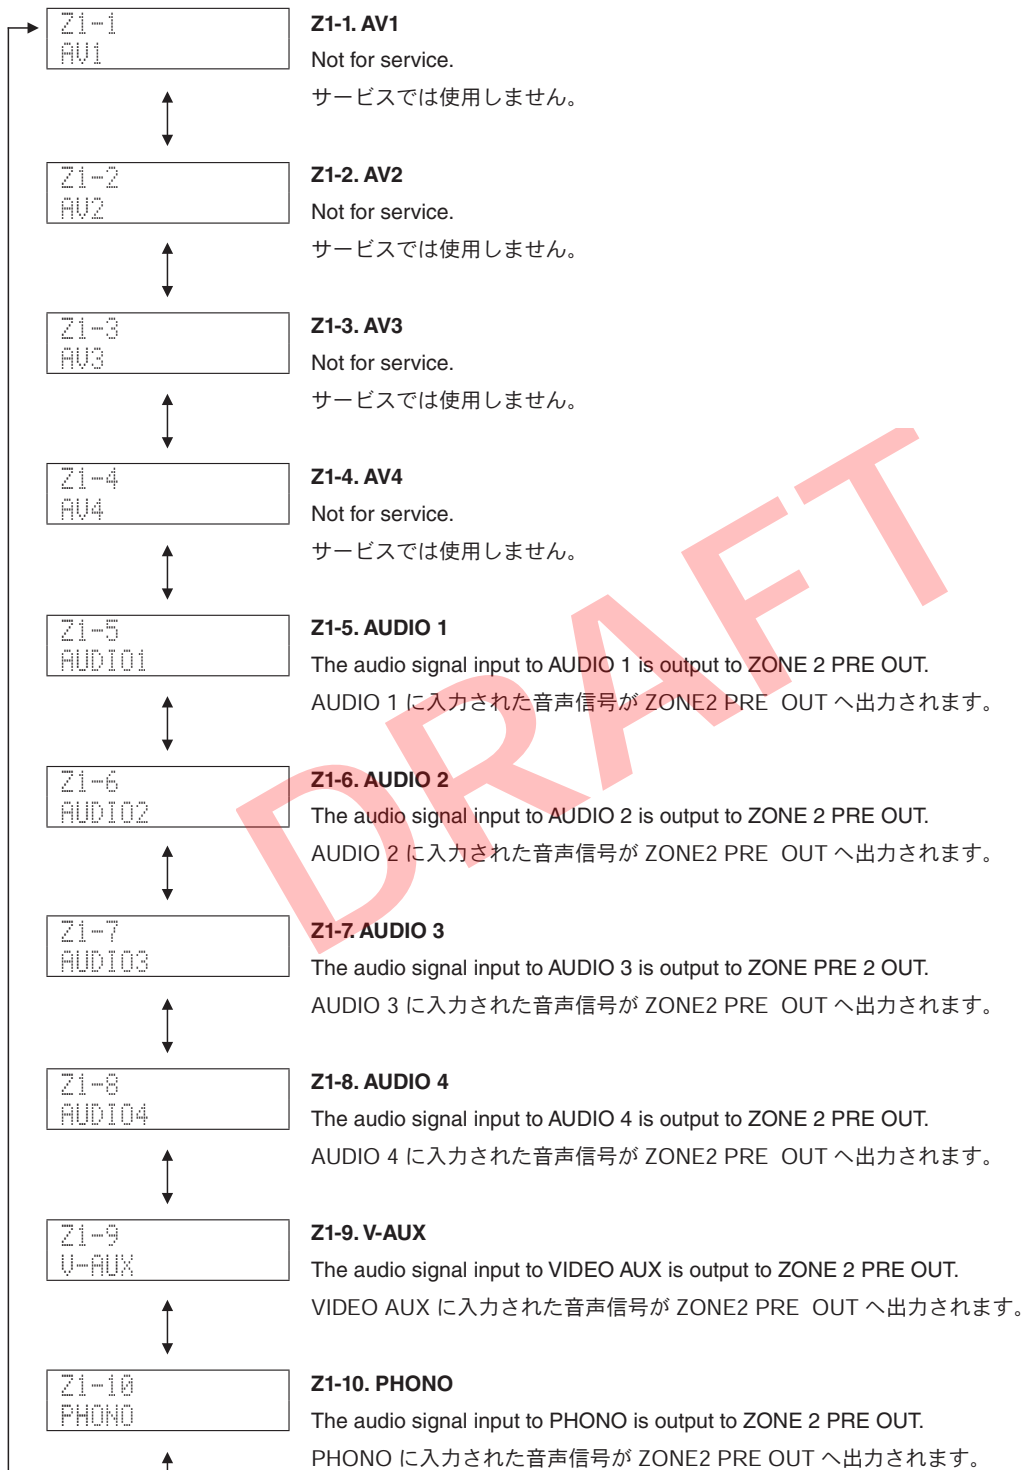 Z1-1
AV1
Z1-1. AV1
Not for service.
サービスでは使用しません。
Z1-2
AV2
Z1-2. AV2
Not for service.
サービスでは使用しません。
Z1-3
AV3
Z1-3. AV3
Not for service.
サービスでは使用しません。
Z1-4
AV4
Z1-4. AV4
Not for service.
サービスでは使用しません。
Z1-5
AUDIO1
Z1-5. AUDIO 1
The audio signal input to AUDIO 1 is output to ZONE 2 PRE OUT.
AUDIO 1 に入力された音声信号が ZONE2 PRE OUT へ出力されます。
Z1-6
AUDIO2
Z1-6. AUDIO 2
The audio signal input to AUDIO 2 is output to ZONE 2 PRE OUT.
AUDIO 2 に入力された音声信号が ZONE2 PRE OUT へ出力されます。
Z1-7
AUDIO3
Z1-7. AUDIO 3
The audio signal input to AUDIO 3 is output to ZONE PRE 2 OUT.
AUDIO 3 に入力された音声信号が ZONE2 PRE OUT へ出力されます。
Z1-8
AUDIO4
Z1-8. AUDIO 4
The audio signal input to AUDIO 4 is output to ZONE 2 PRE OUT.
AUDIO 4 に入力された音声信号が ZONE2 PRE OUT へ出力されます。
Z1-9
V-AUX
Z1-9. V-AUX
The audio signal input to VIDEO AUX is output to ZONE 2 PRE OUT.
VIDEO AUX に入力された音声信号が ZONE2 PRE OUT へ出力されます。
Z1-10
PHONO
Z1-10. PHONO
The audio signal input to PHONO is output to ZONE 2 PRE OUT.
PHONO に入力された音声信号が ZONE2 PRE OUT へ出力されます。
DRAFT